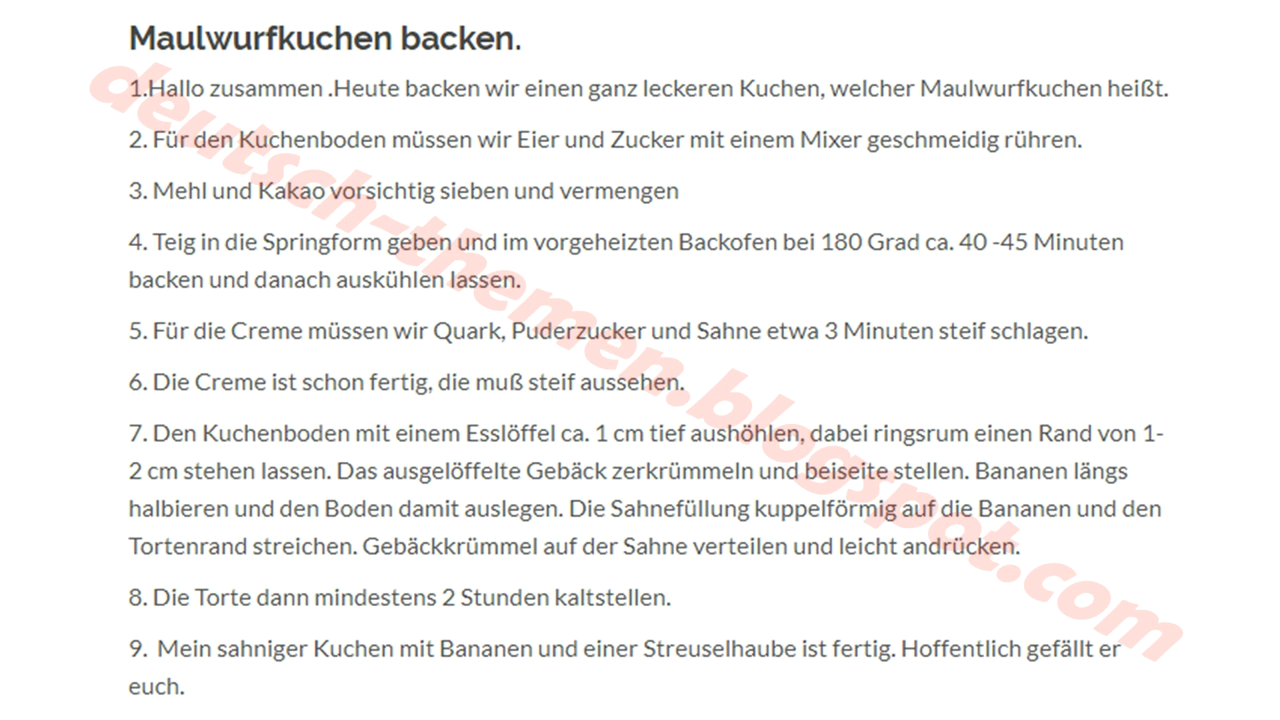 Maulwurfkuchen backen.
1.Hallo zusammen .Heute backen wir einen ganz leckeren Kuchen, welcher Maulwurfkuchen heißt.
2. Für den Kuchenboden müssen wir Eier und Zucker mit einem Mixer geschmeidig rühren.
3. Mehl und Kakao vorsichtig sieben und vermengen
4. Teig in die Springform geben und im vorgeheizten Backofen bei 180 Grad ca. 40 -45 Minuten
backen und danach auskühlen lassen.
5. Für die Creme müssen wir Quark, Puderzucker und Sahne etwa 3 Minuten steif schlagen.
6. Die Creme ist schon fertig, die muß steif aussehen.
7. Den Kuchenboden mit einem Esslöffel ca. 1 cm tief aushöhlen, dabei ringsrum einen Rand von 1-
2 cm stehen lassen. Das ausgelöffelte Gebäck zerkrümmeln und beiseite stellen. Bananen längs
halbieren und den Boden damit auslegen. Die Sahnefüllung kuppelförmig auf die Bananen und den
Tortenrand streichen. Gebäckkrümmel auf der Sahne verteilen und leicht andrücken.
8. Die Torte dann mindestens 2 Stunden kaltstellen.
9.  Mein sahniger Kuchen mit Bananen und einer Streuselhaube ist fertig. Hoffentlich gefällt er
euch.
deutsch-themen.blogspot.com